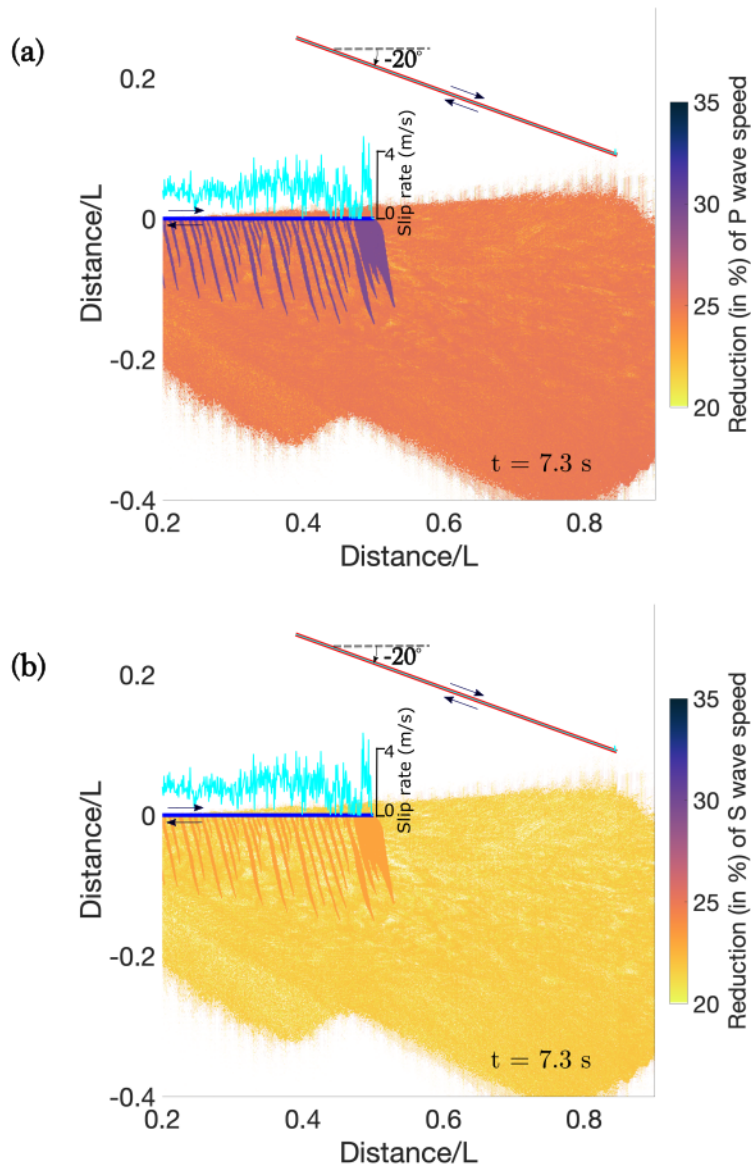 (a)
-20°
0.2
0
-0.2
-0.4
Distance/L
4
0
Slip rate (m/s)
t = 7.3 s
0.2
0.4
0.6
0.8
Distance/L
35
30
25
20
Reduction (in %) of P wave speed
(b)
-20°
0.2
0
-0.2
-0.4
Distance/L
4
0
Slip rate (m/s)
t = 7.3 s
0.2
0.4
0.6
0.8
Distance/L
35
30
25
20
Reduction (in %) of S wave speed